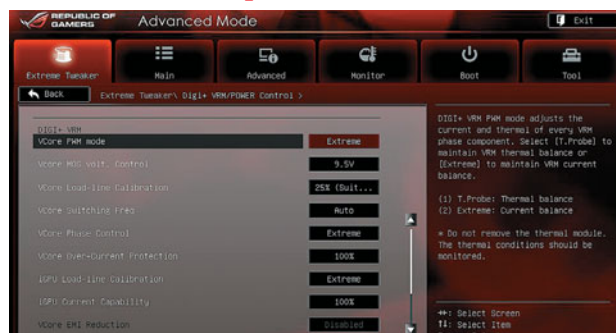 REPUBLIC OF
GAMERS
Advanced Mode
Exit
Extreme Tweaker
Main
Advanced
Monitor
Boot
Tool
Back
Extreme Tweaker\ Digi+ VRM/POWER Control >
DIGI+ VRM
VCore PWM mode
Extreme
Vcore MOS volt. Control
9.5V
VCore Load-line Calibration
25% (Suit...
VCore Switching Freq
Auto
VCore Phase Control
Extreme
VCore Over-Current Protection
100%
iGPU Load-line Calibration
Extreme
iGPU Current Capability
100%
VCore EMI Reduction
Disabled
DIGI+ VRM PWM mode adjusts the
current and thermal of every VRM
phase component. Select [T.Probe] to
maintain VRM thermal balance or
[Extreme] to maintain VRM current
balance.
(1) T.Probe: Thermal balance
(2) Extreme: Current balance
* Do not remove the thermal module.
The thermal conditions should be
monitored.
→←: Select Screen
↑↓: Select Item